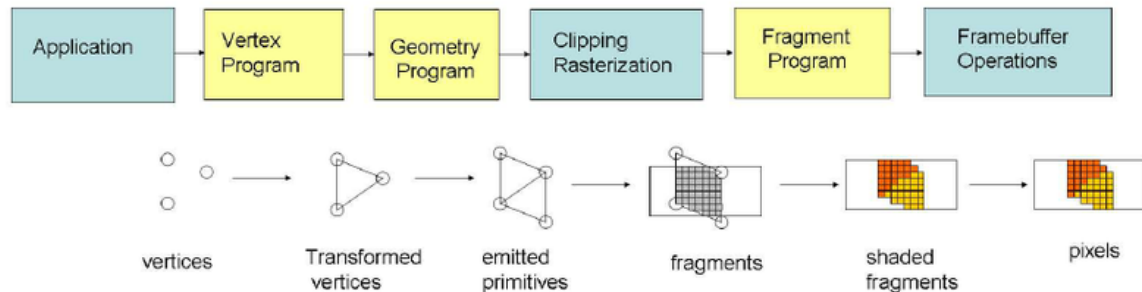 Application
Vertex
Program
Geometry
Program
Clipping
Rasterization
Fragment
Program
Framebuffer
Operations
vertices
Transformed
vertices
emitted
primitives
fragments
shaded
fragments
pixels